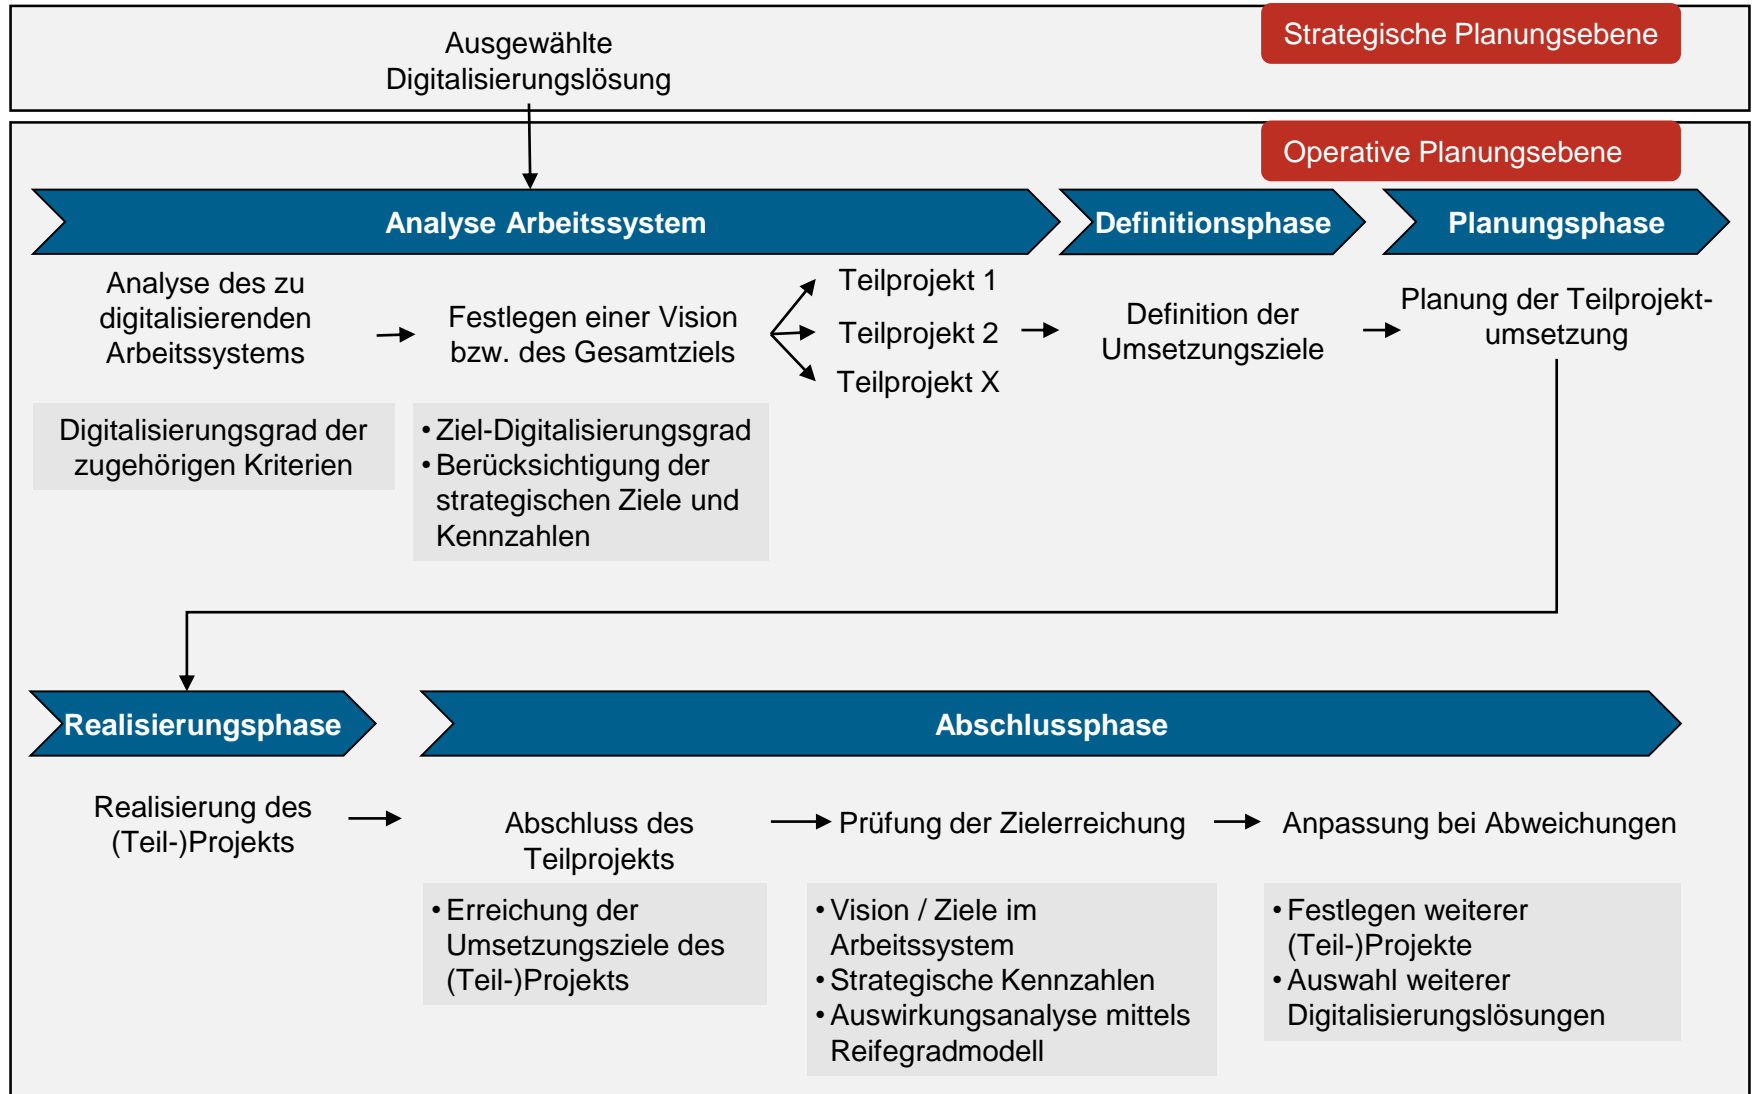 Strategische Planungsebene
Ausgewählte
Digitalisierungslösung
Operative Planungsebene
Analyse Arbeitssystem
Definitionsphase
Planungsphase
Analyse des zu
digitalisierenden
Arbeitssystems
Festlegen einer Vision
bzw. des Gesamtziels
Teilprojekt 1
Teilprojekt 2
Teilprojekt X
Definition der
Umsetzungsziele
Planung der Teilprojekt-
umsetzung
Digitalisierungsgrad der
zugehörigen Kriterien
• Ziel-Digitalisierungsgrad
• Berücksichtigung der
strategischen Ziele und
Kennzahlen
Realisierungsphase
Abschlussphase
Realisierung des
(Teil-)Projekts
Abschluss des
Teilprojekts
Prüfung der Zielerreichung
Anpassung bei Abweichungen
• Erreichung der
Umsetzungsziele des
(Teil-)Projekts
• Vision / Ziele im
Arbeitssystem
• Strategische Kennzahlen
• Auswirkungsanalyse mittels
Reifegradmodell
• Festlegen weiterer
(Teil-)Projekte
• Auswahl weiterer
Digitalisierungslösungen